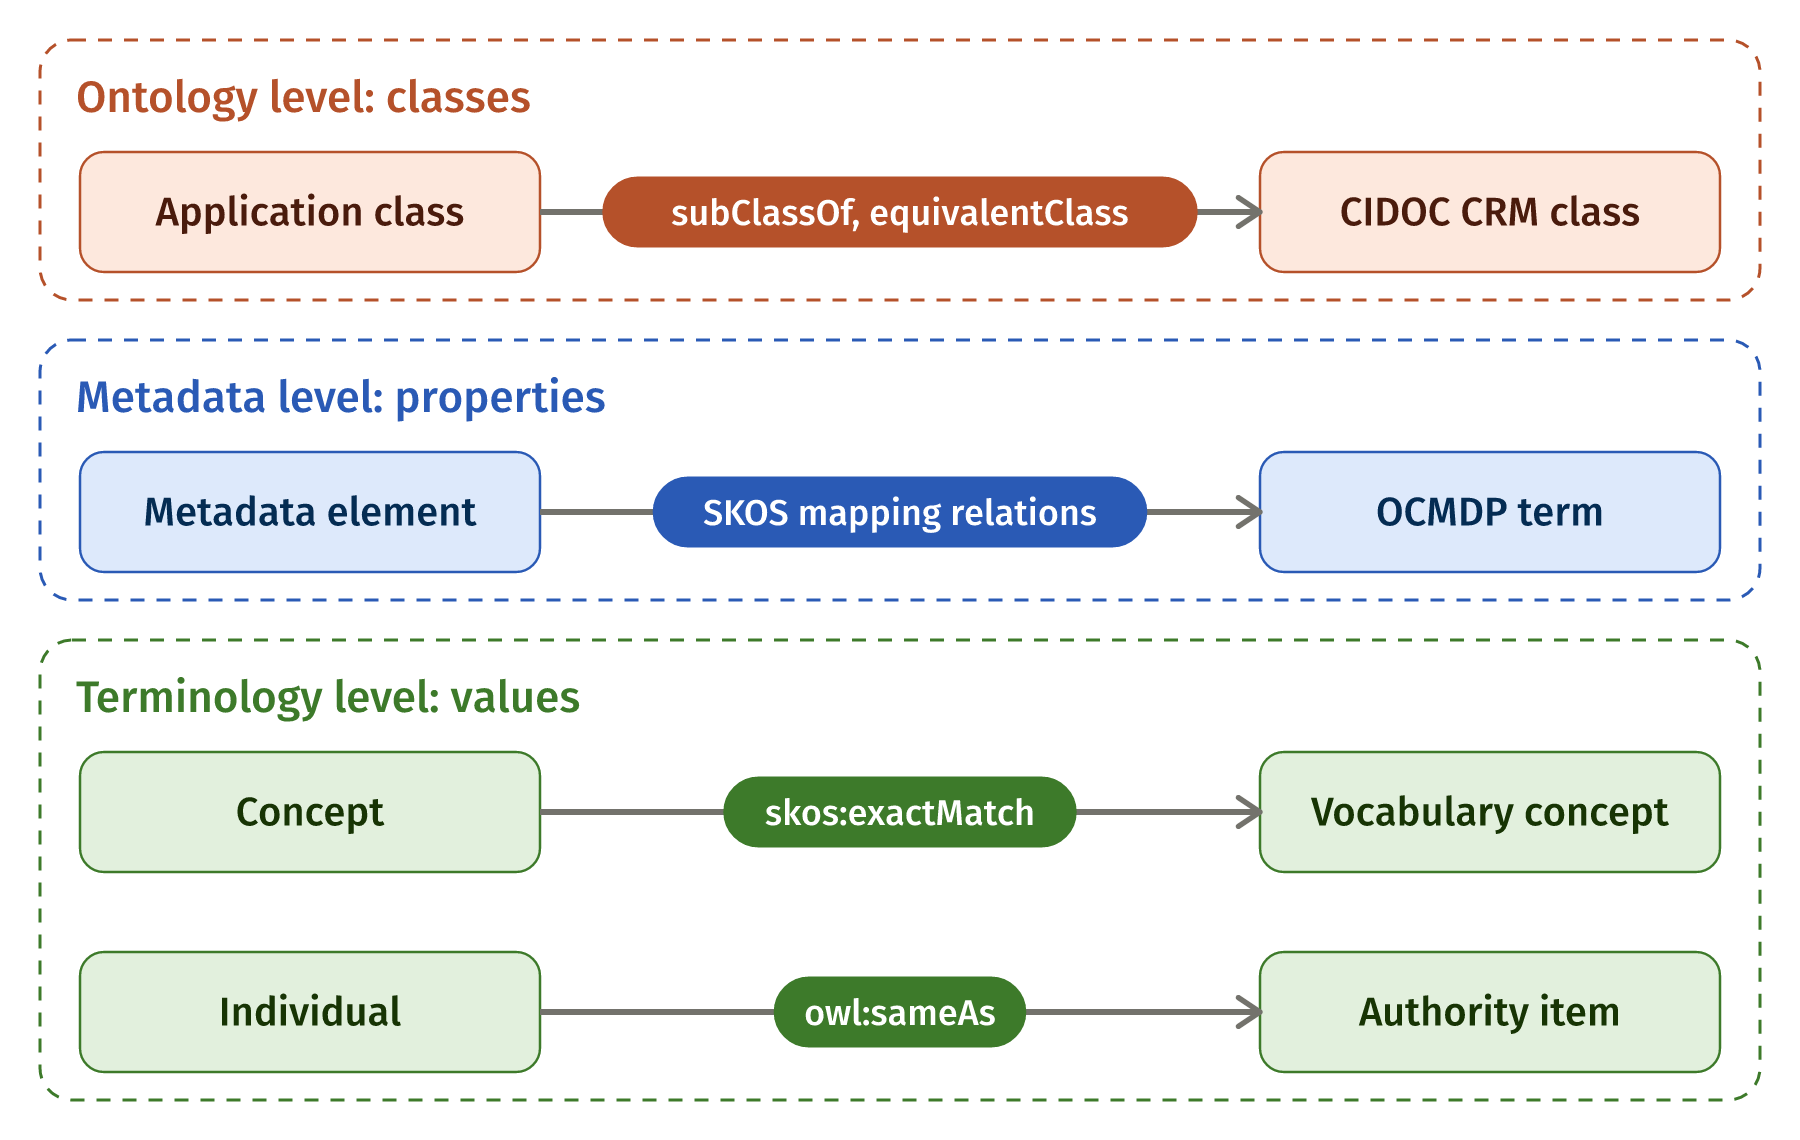 Ontology level: classes
Application class
subClassOf, equivalentClass
CIDOC CRM class
Metadata level: properties
Metadata element
SKOS mapping relations
OCMDP term
Terminology level: values
Concept
skos:exactMatch
Vocabulary concept
Individual
owl:sameAs
Authority item